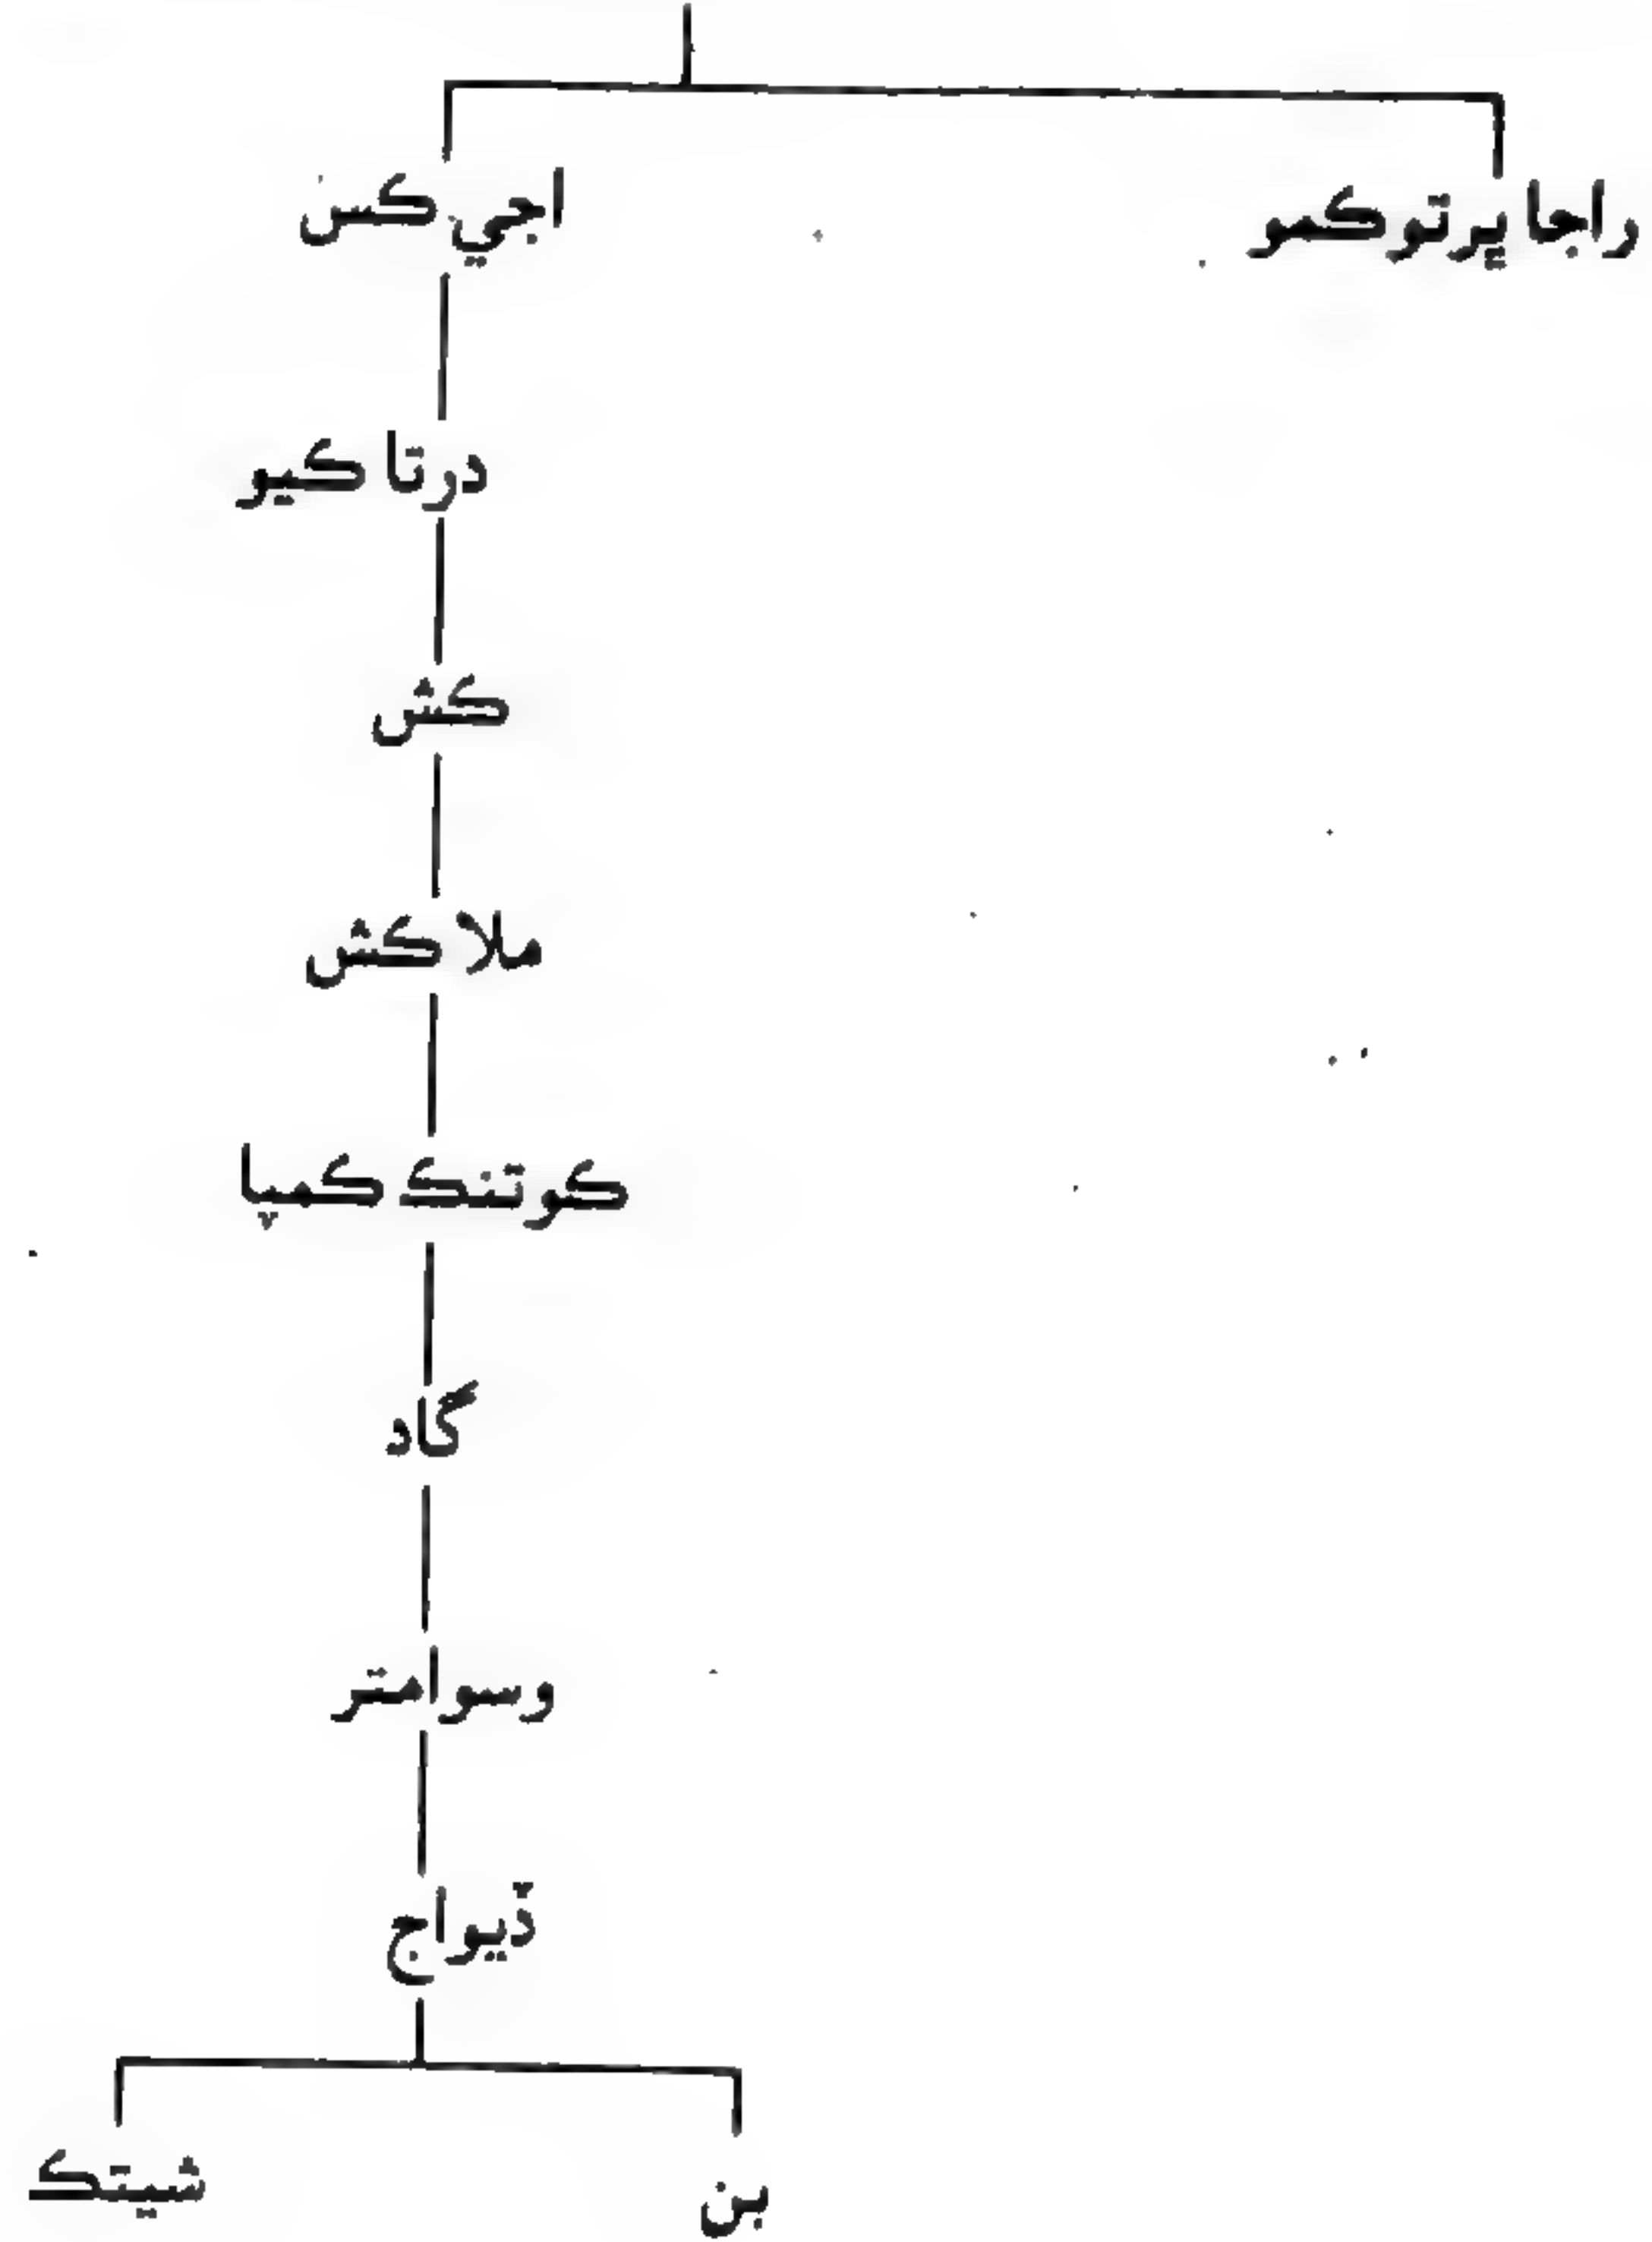 راجا پرتوکمو اجي کس
درتا کيو
کش
ملا کش
کوتنک کمپا
گاد
وسوامتر
ڏيواج
بن شيتک